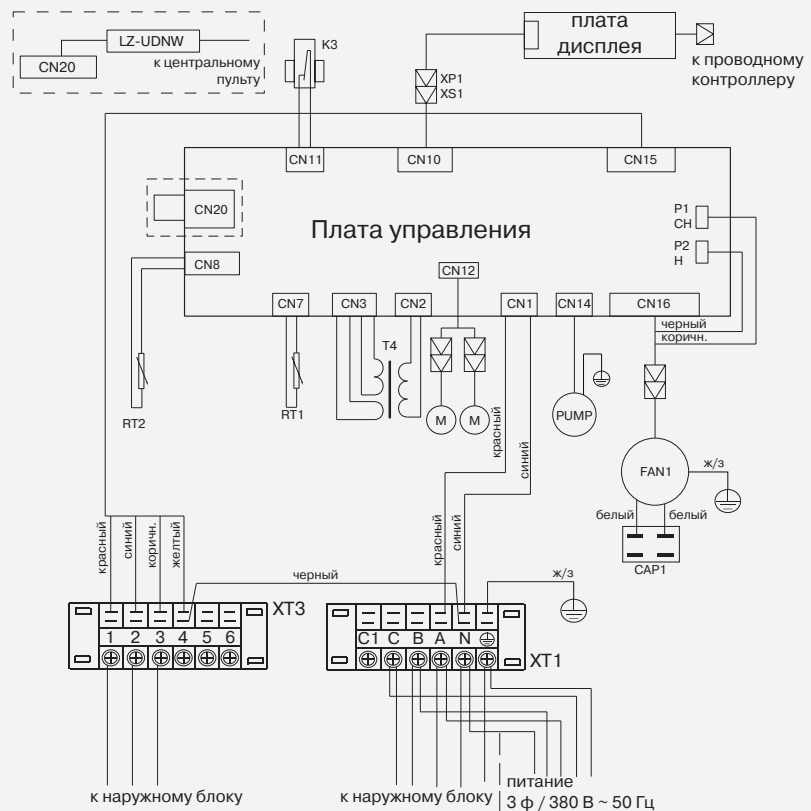 LZ-UDNW
CN20
к центральному
пульту
K3
плата
дисплея
к проводному
контроллеру
XP1
XS1
CN11
CN10
CN15
CN20
CN8
Плата управления
P1
CH
P2
H
CN12
CN7
CN3
CN2
CN1
CN14
CN16
черный
коричн.
T4
RT2
RT1
M
M
красный
синий
PUMP
FAN1
ж/з
белый
белый
CAP1
красный
синий
коричн.
желтый
черный
красный
синий
ж/з
XT3
1 2 3 4 5 6
C1 C B A N
XT1
к наружному блоку
к наружному блоку
питание
3 ф / 380 В ~ 50 Гц